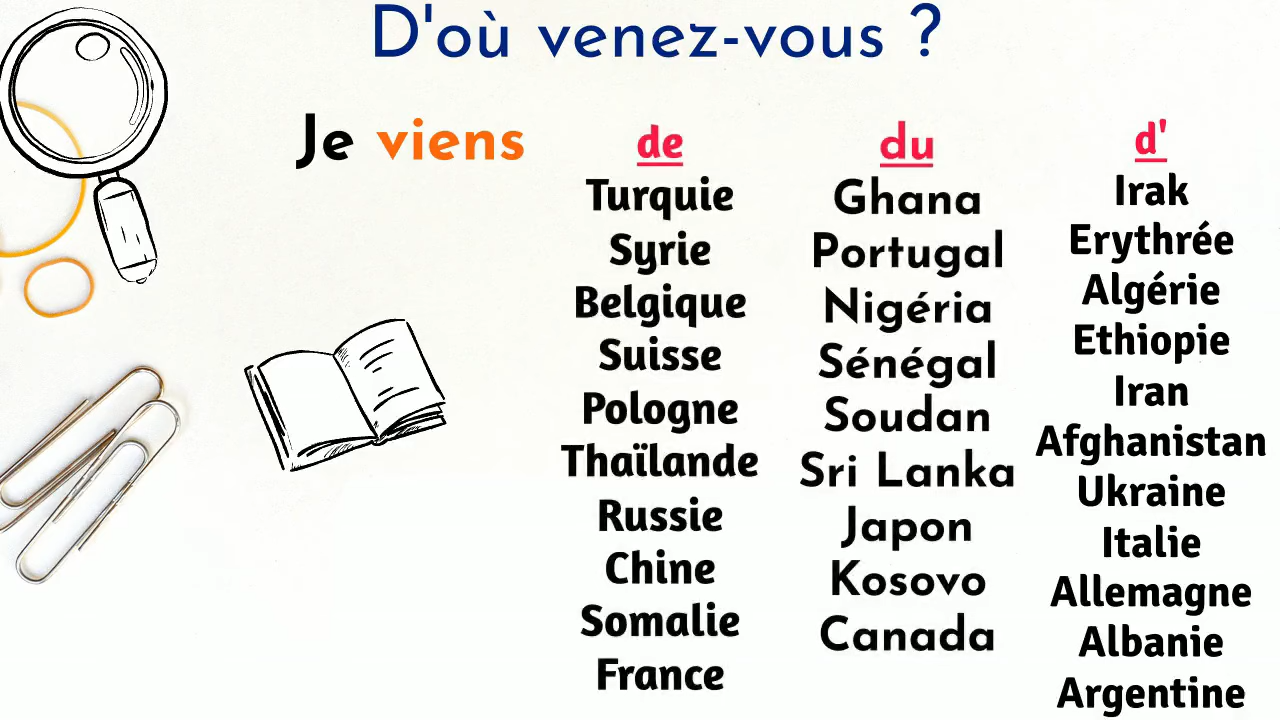 D'où venez-vous ?
Je viens
de
Turquie
Syrie
Belgique
Suisse
Pologne
Thaïlande
Russie
Chine
Somalie
France
du
Ghana
Portugal
Nigéria
Sénégal
Soudan
Sri Lanka
Japon
Kosovo
Canada
d'
Irak
Erythrée
Algérie
Ethiopie
Iran
Afghanistan
Ukraine
Italie
Allemagne
Albanie
Argentine